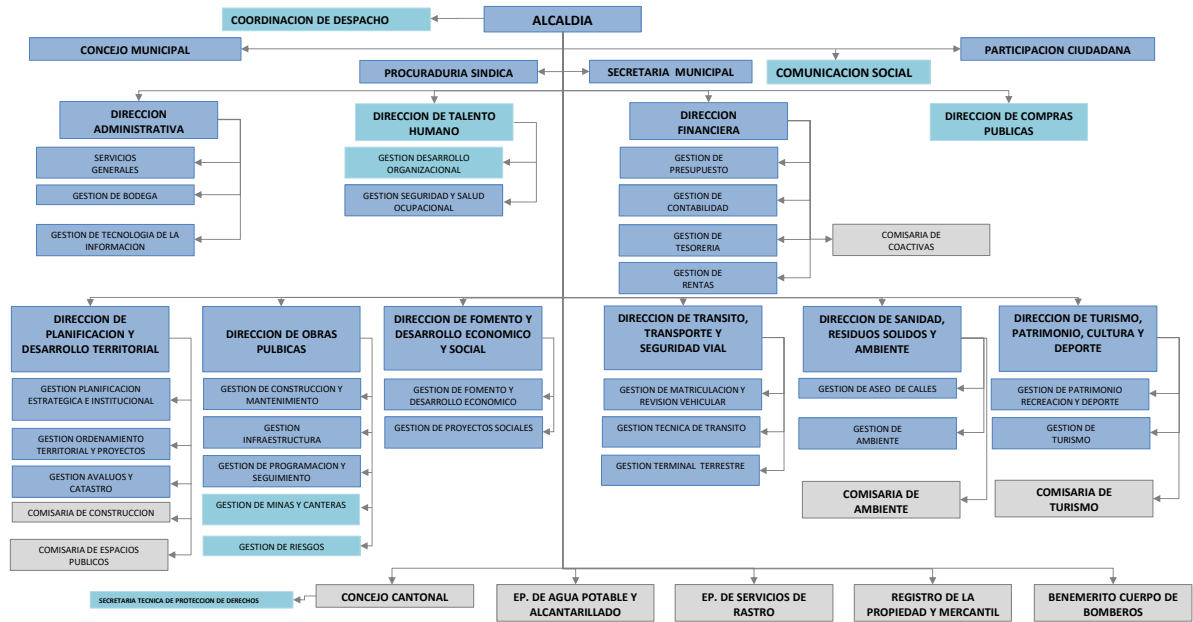 COORDINACION DE DESPACHO
ALCALDIA
CONCEJO MUNICIPAL
PARTICIPACION CIUDADANA
PROCURADURIA SINDICA
SECRETARIA MUNICIPAL
COMUNICACION SOCIAL
DIRECCION
ADMINISTRATIVA
SERVICIOS
GENERALES
GESTION DE BODEGA
GESTION DE TECNOLOGIA DE LA
INFORMACION
DIRECCION DE TALENTO
HUMANO
GESTION DESARROLLO
ORGANIZACIONAL
GESTION SEGURIDAD Y SALUD
OCUPACIONAL
DIRECCION
FINANCIERA
GESTION DE
PRESUPUESTO
GESTION DE
CONTABILIDAD
GESTION DE
TESORERIA
GESTION DE
RENTAS
COMISARIA DE
COACTIVAS
DIRECION DE COMPRAS
PUBLICAS
DIRECCION DE
PLANIFICACION Y
DESARROLLO TERRITORIAL
GESTION PLANIFICACION
ESTRATEGICA E INSTITUCIONAL
GESTION ORDENAMIENTO
TERRITORIAL Y PROYECTOS
GESTION AVALUOS Y
CATASTRO
COMISARIA DE CONSTRUCCION
COMISARIA DE ESPACIOS
PUBLICOS
DIRECCION DE OBRAS
PULBICAS
GESTION DE CONSTRUCCION Y
MANTENIMIENTO
GESTION
INFRAESTRUCTURA
GESTION DE PROGRAMACION Y
SEGUIMIENTO
GESTION DE MINAS Y CANTERAS
GESTION DE RIESGOS
DIRECCION DE FOMENTO Y
DESARROLLO ECONOMICO
Y SOCIAL
GESTION DE FOMENTO Y
DESARROLLO ECONOMICO
GESTION DE PROYECTOS SOCIALES
DIRECCION DE TRANSITO,
TRANSPORTE Y
SEGURIDAD VIAL
GESTION DE MATRICULACION Y
REVISION VEHICULAR
GESTION TECNICA DE TRANSITO
GESTION TERMINAL TERRESTRE
DIRECCION DE SANIDAD,
RESIDUOS SOLIDOS Y
AMBIENTE
GESTION DE ASEO DE CALLES
GESTION DE
AMBIENTE
COMISARIA DE
AMBIENTE
DIRECCION DE TURISMO,
PATRIMONIO, CULTURA Y
DEPORTE
GESTION DE PATRIMONIO
RECREACION Y DEPORTE
GESTION DE
TURISMO
COMISARIA DE
TURISMO
SECRETARIA TECNICA DE PROTECCION DE DERECHOS
CONCEJO CANTONAL
EP. DE AGUA POTABLE Y
ALCANTARILLADO
EP. DE SERVICIOS DE
RASTRO
REGISTRO DE LA
PROPIEDAD Y MERCANTIL
BENEMERITO CUERPO DE
BOMBEROS